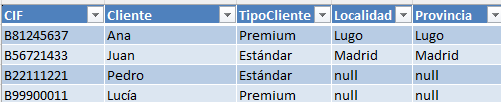 CIF Cliente TipoCliente Localidad Provincia
B81245637 Ana Premium Lugo Lugo
B56721433 Juan Estándar Madrid Madrid
B22111221 Pedro Estándar null null
B99900011 Lucía Premium null null